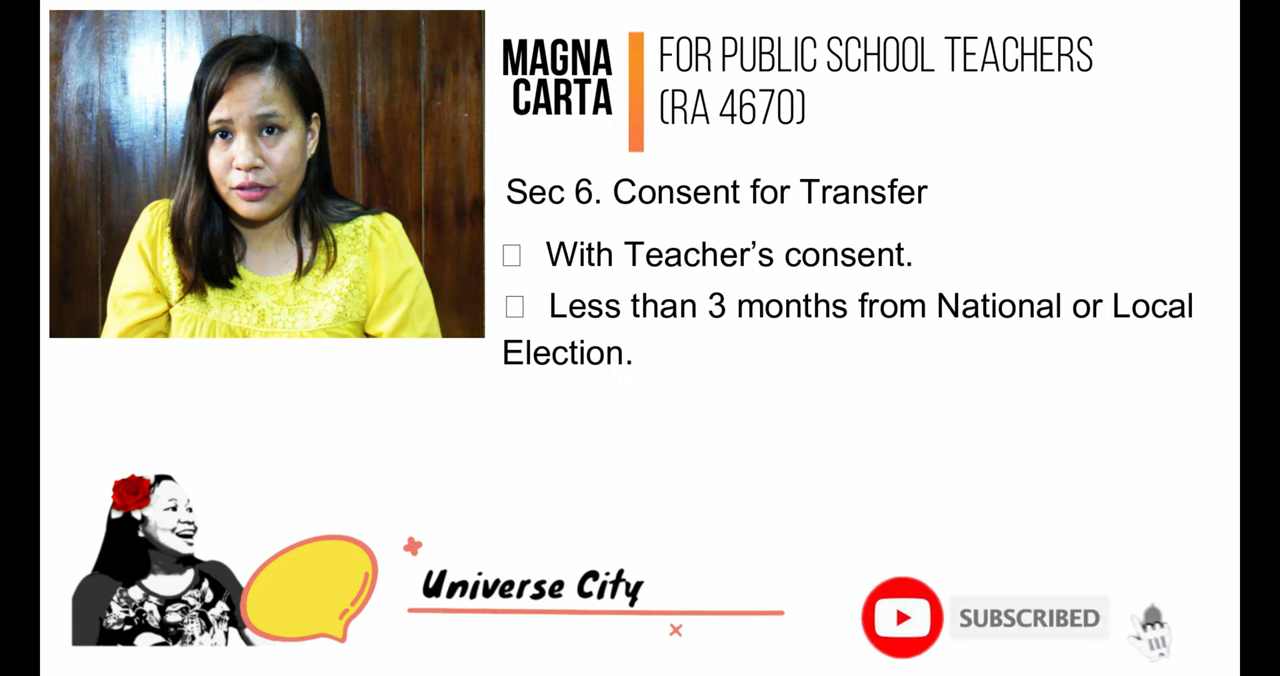 MAGNA
CARTA
FOR PUBLIC SCHOOL TEACHERS
(RA 4670)
Sec 6. Consent for Transfer
With Teacher’s consent.
Less than 3 months from National or Local
Election.
Universe City
SUBSCRIBED